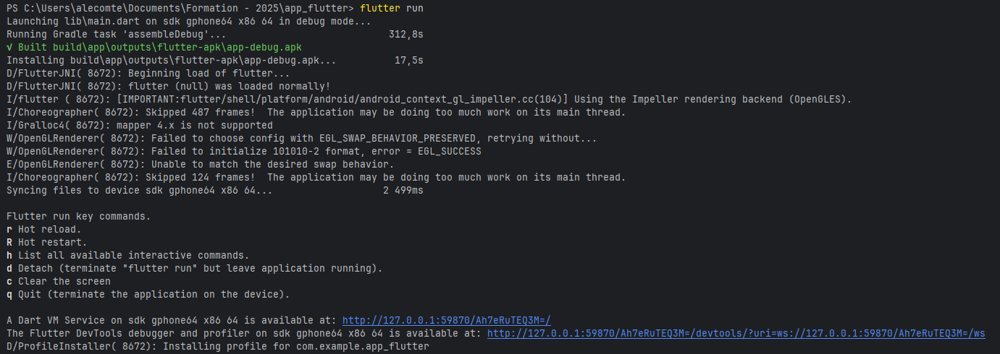 PS C:\Users\alecomte\Documents\Formation - 2025\app_flutter> flutter run
Launching lib\main.dart on sdk gphone64 x86 64 in debug mode...
Running Gradle task 'assembleDebug'... 312,8s
√ Built build\app\outputs\flutter-apk\app-debug.apk
Installing build\app\outputs\flutter-apk\app-debug.apk... 17,5s
D/FlutterJNI( 8672): Beginning load of flutter...
D/FlutterJNI( 8672): flutter (null) was loaded normally!
I/flutter ( 8672): [IMPORTANT:flutter/shell/platform/android/android_context_gl_impeller.cc(104)] Using the Impeller rendering backend (OpenGLES).
I/Choreographer( 8672): Skipped 487 frames!  The application may be doing too much work on its main thread.
I/Gralloc4( 8672): mapper 4.x is not supported
W/OpenGLRenderer( 8672): Failed to choose config with EGL_SWAP_BEHAVIOR_PRESERVED, retrying without...
W/OpenGLRenderer( 8672): Failed to initialize 101010-2 format, error = EGL_SUCCESS
E/OpenGLRenderer( 8672): Unable to match the desired swap behavior.
I/Choreographer( 8672): Skipped 124 frames!  The application may be doing too much work on its main thread.
Syncing files to device sdk gphone64 x86 64... 2 499ms
Flutter run key commands.
r Hot reload.
R Hot restart.
h List all available interactive commands.
d Detach (terminate "flutter run" but leave application running).
c Clear the screen
q Quit (terminate the application on the device).
A Dart VM Service on sdk gphone64 x86 64 is available at: http://127.0.0.1:59870/Ah7eRuTEQ3M=/
The Flutter DevTools debugger and profiler on sdk gphone64 x86 64 is available at: http://127.0.0.1:59870/Ah7eRuTEQ3M=/devtools/?uri=ws://127.0.0.1:59870/Ah7eRuTEQ3M=/ws
D/ProfileInstaller( 8672): Installing profile for com.example.app_flutter